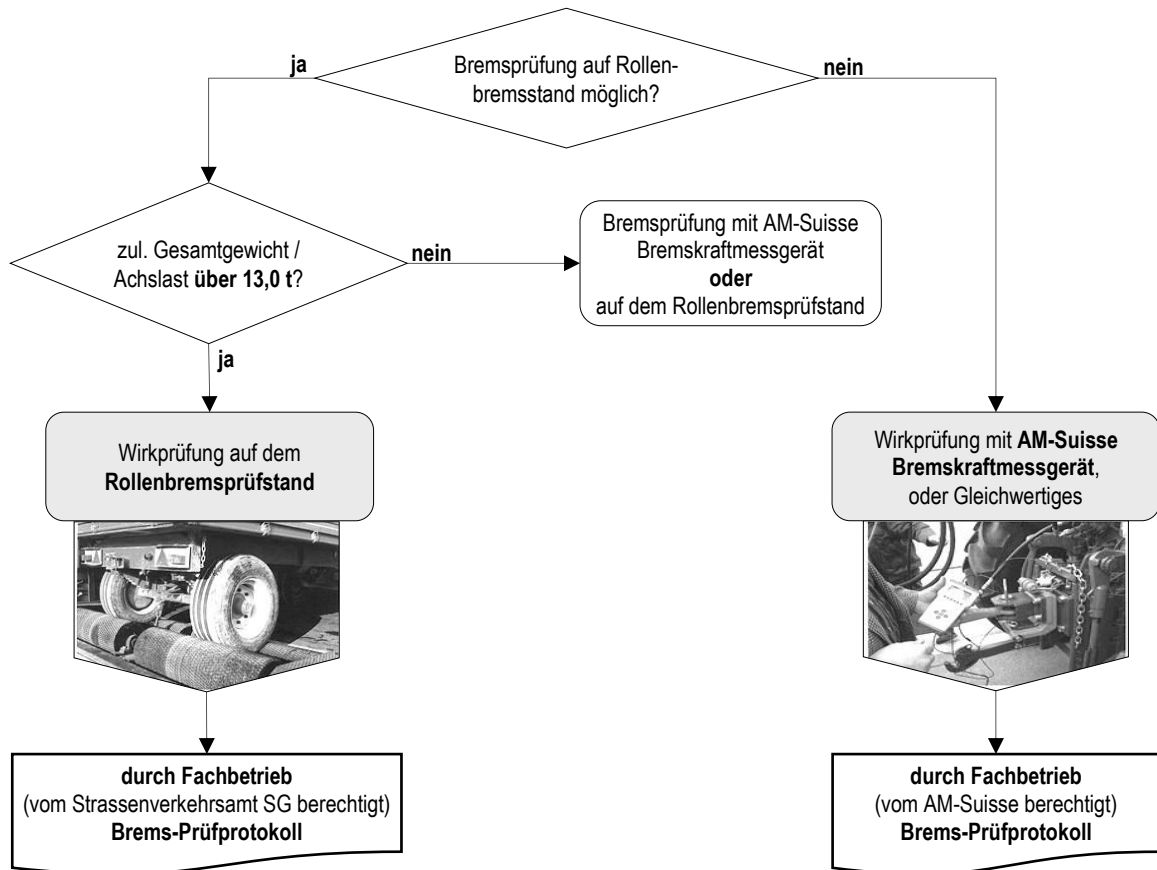 Bremsprüfung auf Rollen-
bremsstand möglich?
ja
nein
zul. Gesamtgewicht /
Achslast über 13,0 t?
nein
ja
Bremsprüfung mit AM-Suisse
Bremskraftmessgerät
oder
auf dem Rollenbremsprüfstand
Wirkprüfung auf dem
Rollenbremsprüfstand
Wirkprüfung mit AM-Suisse
Bremskraftmessgerät,
oder Gleichwertiges
durch Fachbetrieb
(vom Strassenverkehrsamt SG berechtigt)
Brems-Prüfprotokoll
durch Fachbetrieb
(vom AM-Suisse berechtigt)
Brems-Prüfprotokoll